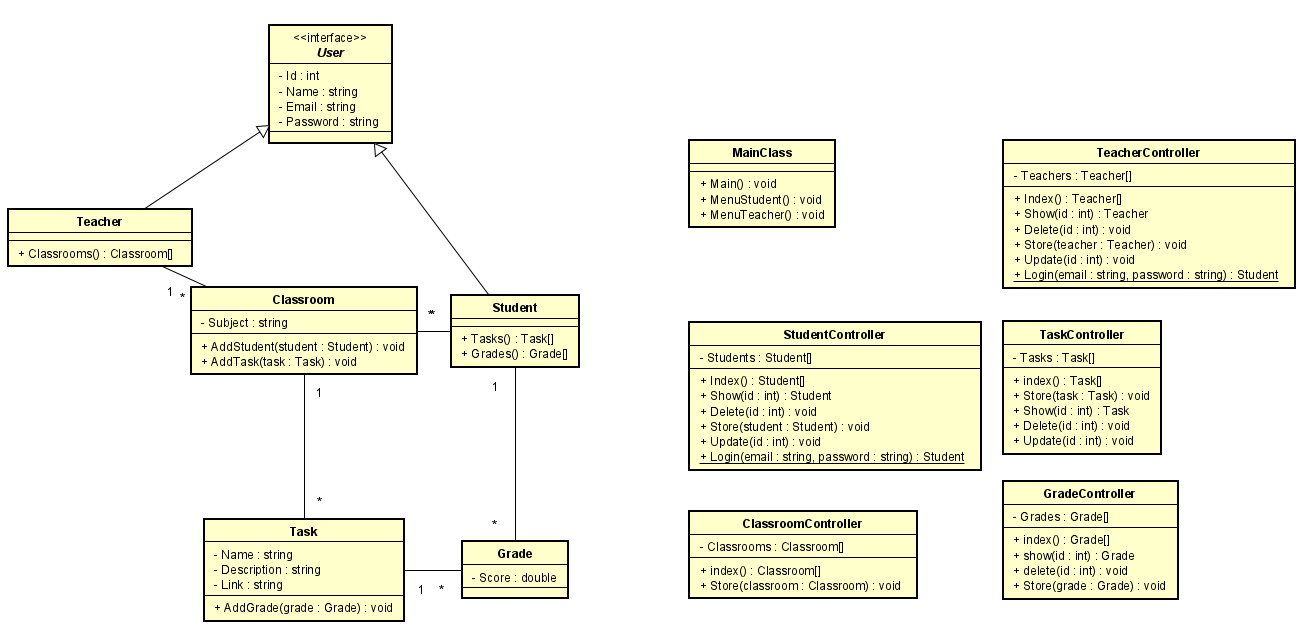 <<interface>>
User
- Id : int
- Name : string
- Email : string
- Password : string
Teacher
+ Classrooms() : Classroom[]
1
*
Classroom
- Subject : string
+ AddStudent(student : Student) : void
+ AddTask(task : Task) : void
**
Student
+ Tasks() : Task[]
+ Grades() : Grade[]
1
1
*
*
Task
- Name : string
- Description : string
- Link : string
+ AddGrade(grade : Grade) : void
1
*
Grade
- Score : double
MainClass
+ Main() : void
+ MenuStudent() : void
+ MenuTeacher() : void
TeacherController
- Teachers : Teacher[]
+ Index() : Teacher[]
+ Show(id : int) : Teacher
+ Delete(id : int) : void
+ Store(teacher : Teacher) : void
+ Update(id : int) : void
+ Login(email : string, password : string) : Student
StudentController
- Students : Student[]
+ Index() : Student[]
+ Show(id : int) : Student
+ Delete(id : int) : void
+ Store(student : Student) : void
+ Update(id : int) : void
+ Login(email : string, password : string) : Student
TaskController
- Tasks : Task[]
+ index() : Task[]
+ Store(task : Task) : void
+ Show(id : int) : Task
+ Delete(id : int) : void
+ Update(id : int) : void
ClassroomController
- Classrooms : Classroom[]
+ index() : Classroom[]
+ Store(classroom : Classroom) : void
GradeController
- Grades : Grade[]
+ index() : Grade[]
+ show(id : int) : Grade
+ delete(id : int) : void
+ Store(grade : Grade) : void